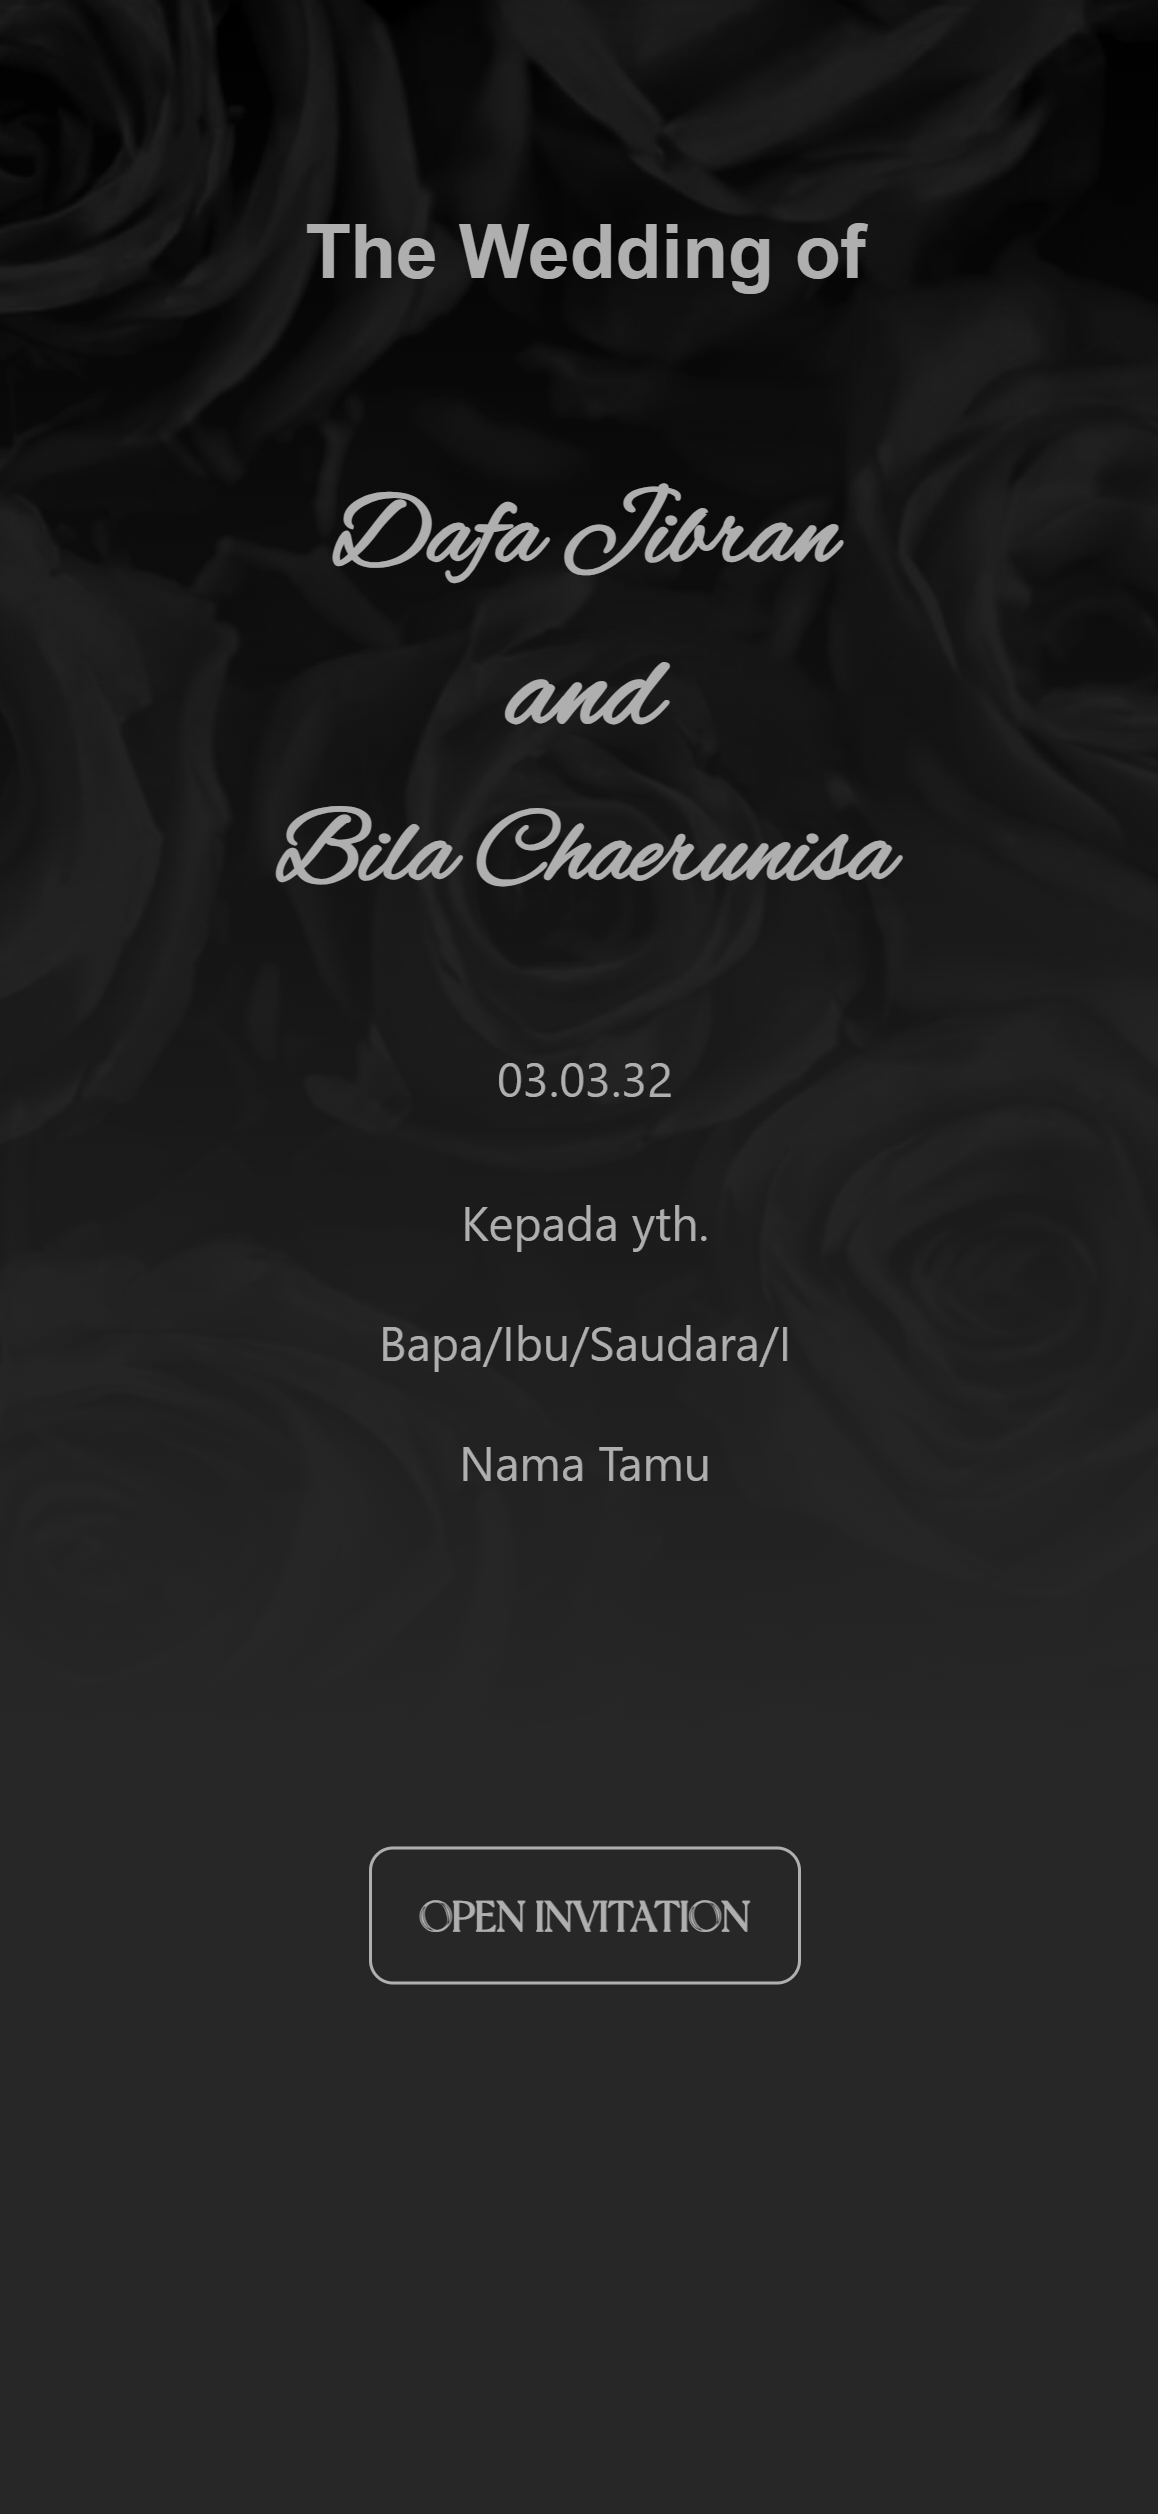 The Wedding of
Dafa Jibran
and
Bila Chaerunisa
03.03.32
Kepada yth.
Bapa/Ibu/Saudara/I
Nama Tamu
OPEN INVITATION